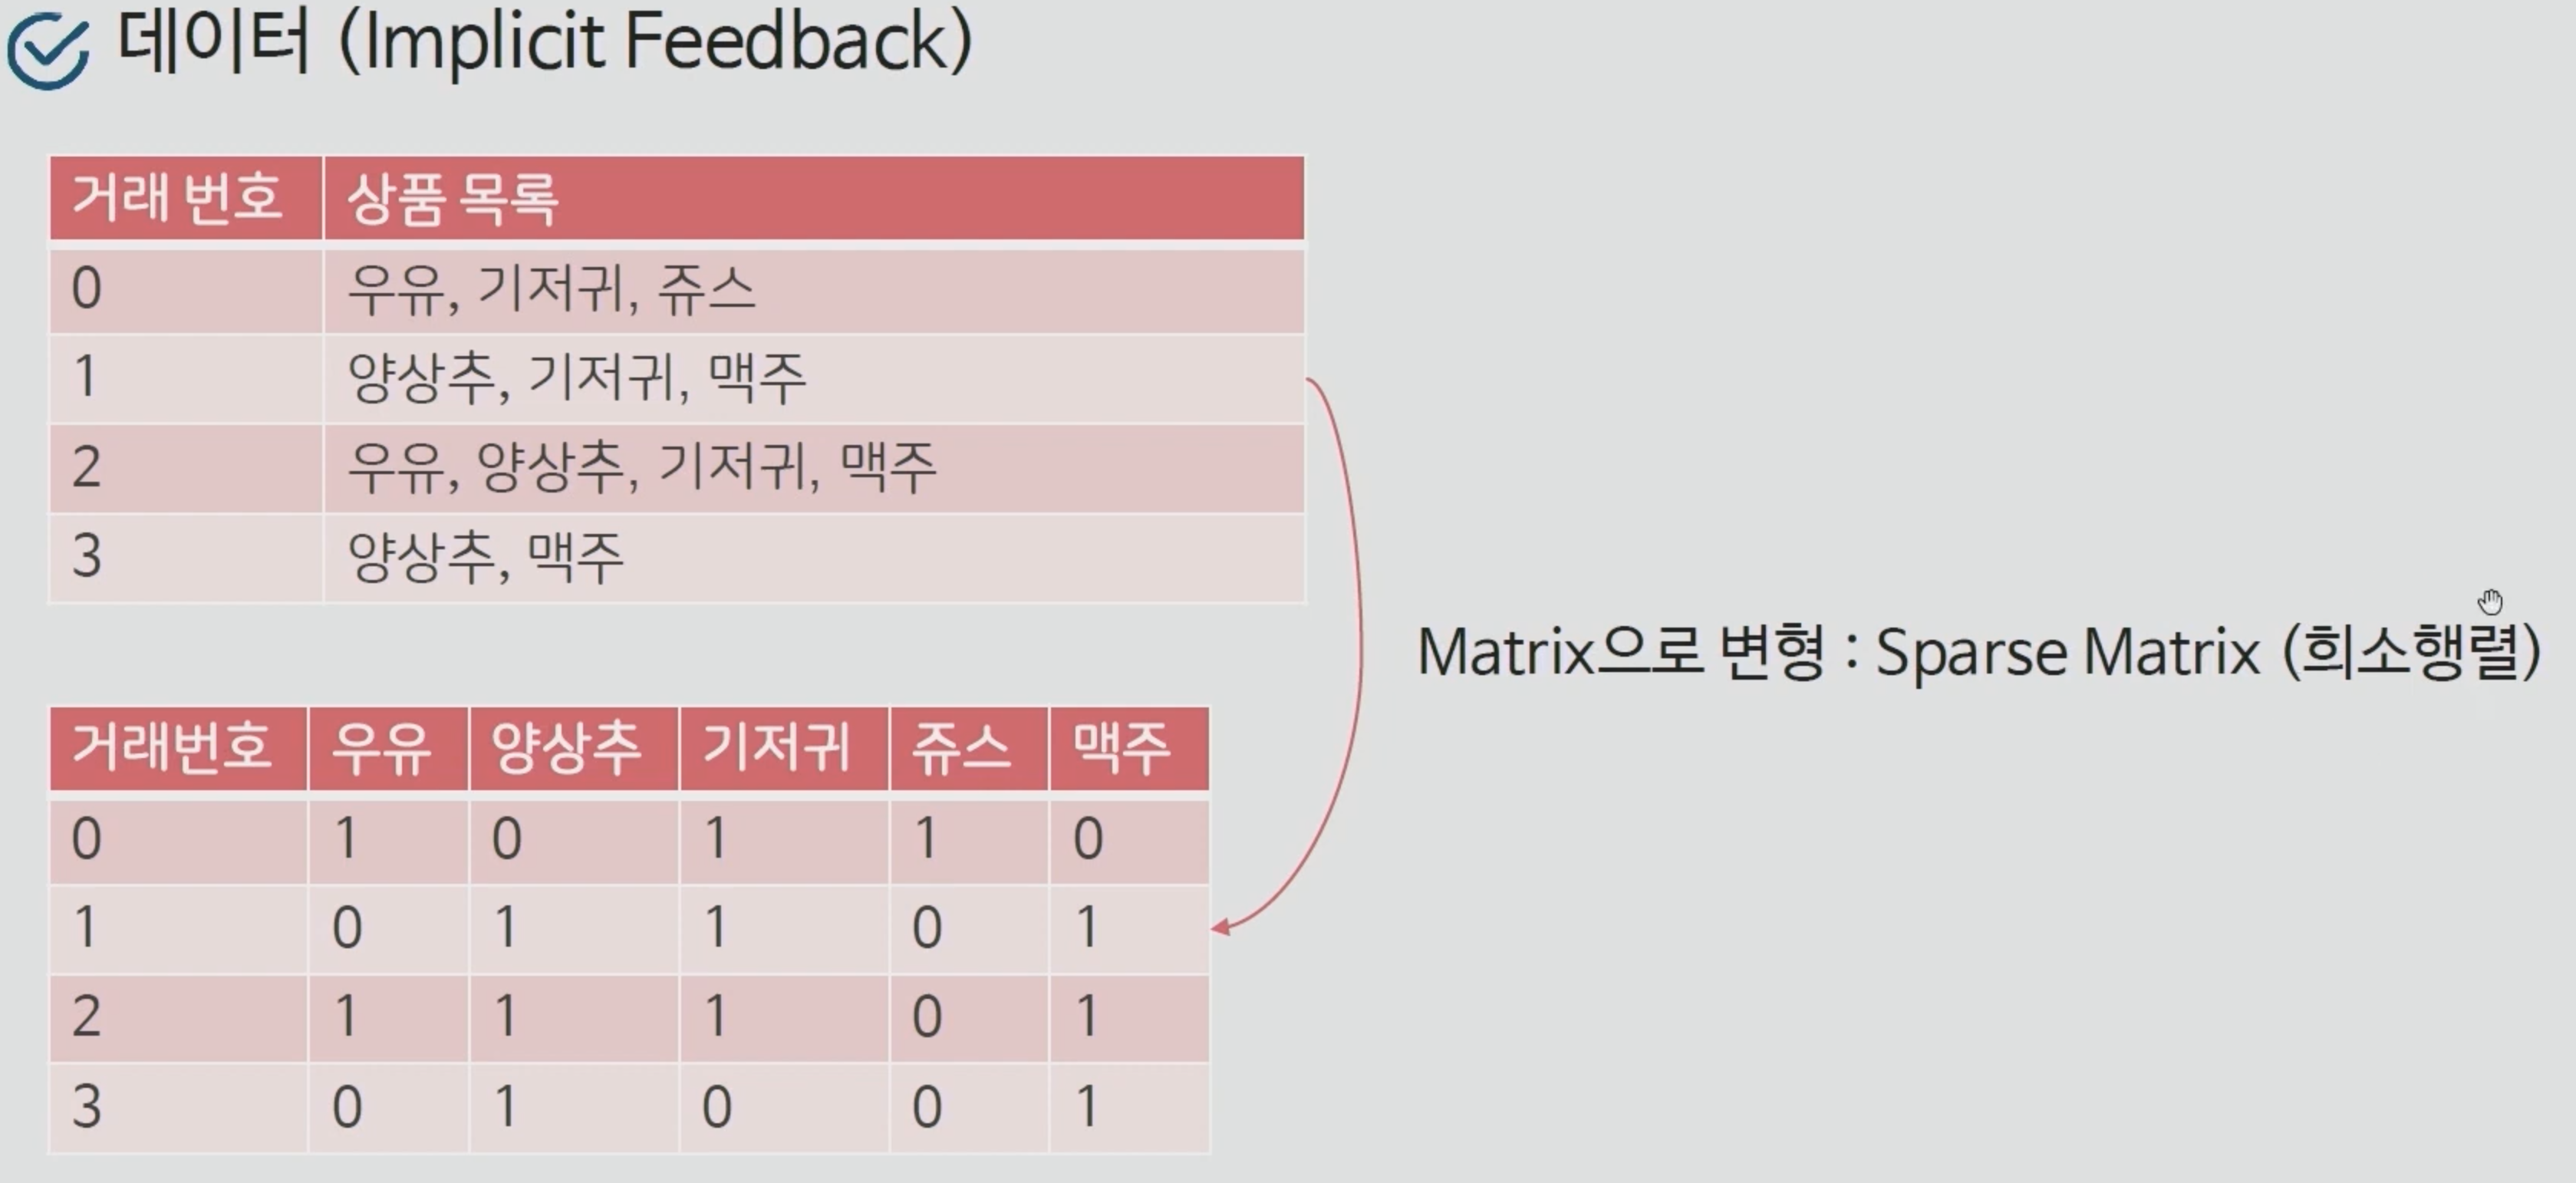 데이터 (Implicit Feedback)
거래 번호 상품 목록
0 우유, 기저귀, 쥬스
1 양상추, 기저귀, 맥주
2 우유, 양상추, 기저귀, 맥주
3 양상추, 맥주
Matrix으로 변형 : Sparse Matrix (희소행렬)
거래번호 우유 양상추 기저귀 쥬스 맥주
0 1 0 1 1 0
1 0 1 1 0 1
2 1 1 1 0 1
3 0 1 0 0 1